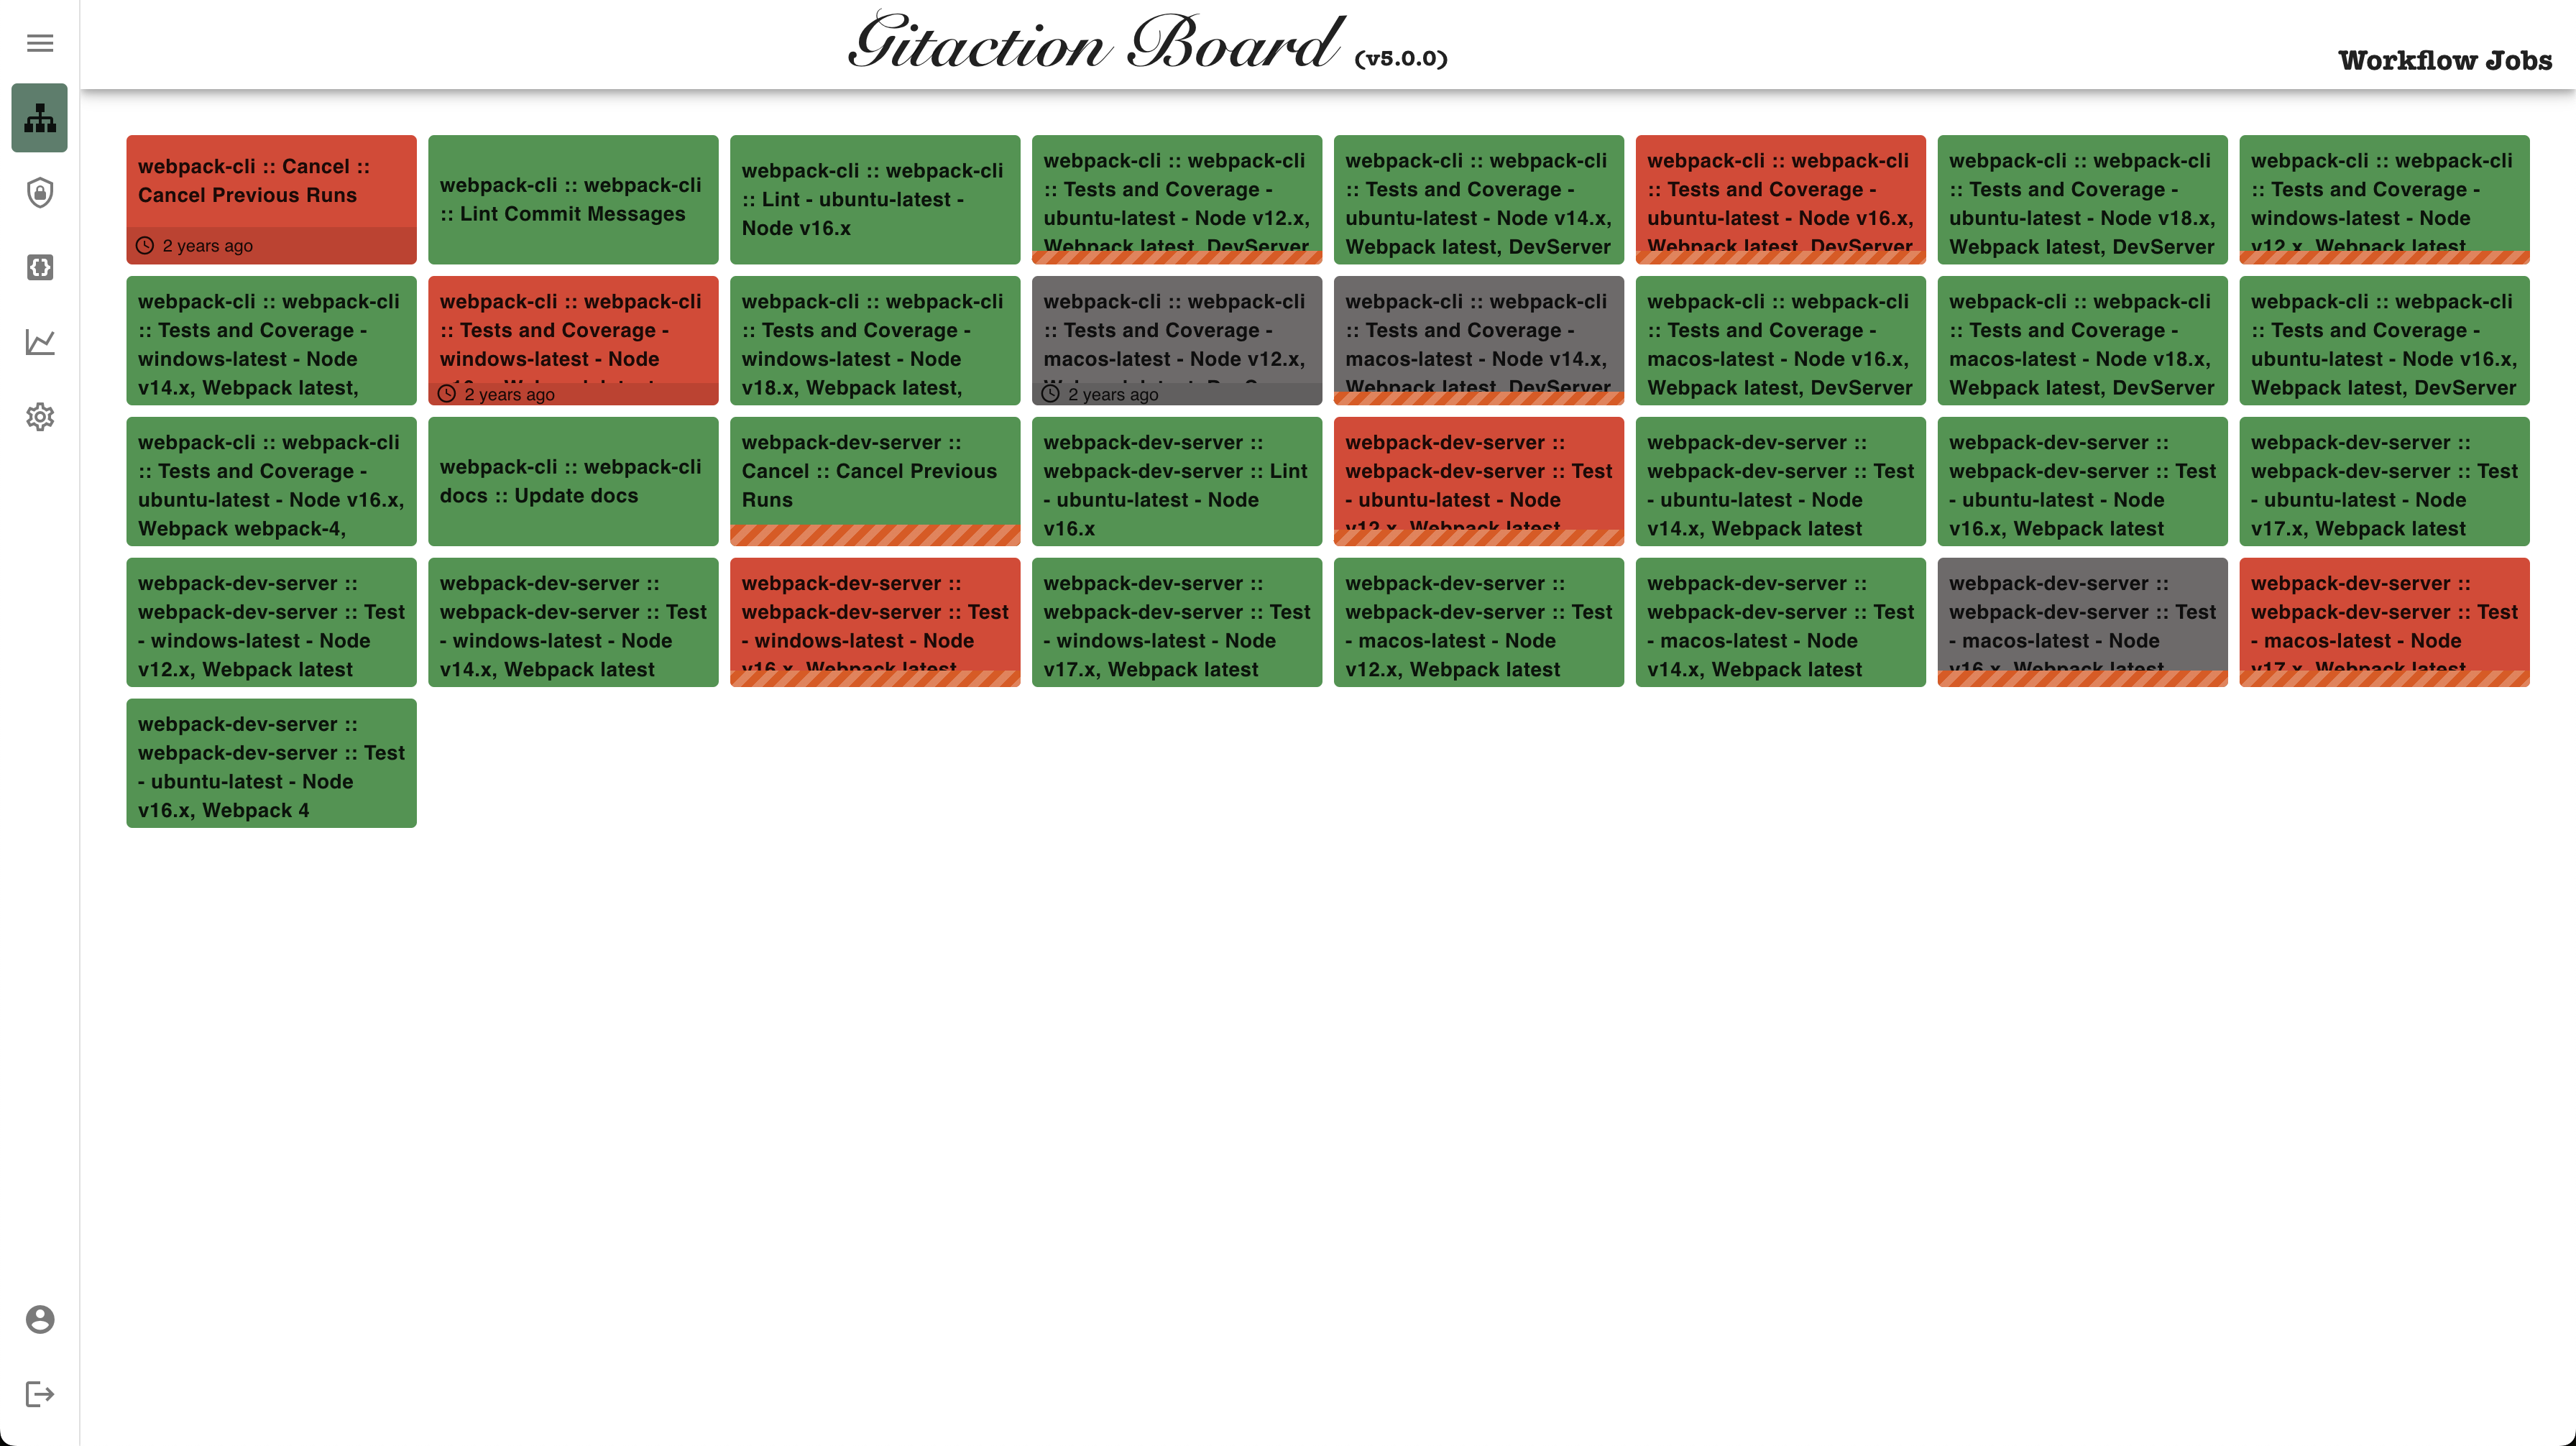 Gitaction Board (v5.0.0)
Workflow Jobs
webpack-cli :: Cancel ::
Cancel Previous Runs
2 years ago
webpack-cli :: webpack-cli
:: Lint Commit Messages
webpack-cli :: webpack-cli
:: Lint - ubuntu-latest -
Node v16.x
webpack-cli :: webpack-cli
:: Tests and Coverage -
ubuntu-latest - Node v12.x,
Webpack latest, DevServer
webpack-cli :: webpack-cli
:: Tests and Coverage -
ubuntu-latest - Node v14.x,
Webpack latest, DevServer
webpack-cli :: webpack-cli
:: Tests and Coverage -
ubuntu-latest - Node v16.x,
Webpack latest, DevServer
webpack-cli :: webpack-cli
:: Tests and Coverage -
ubuntu-latest - Node v18.x,
Webpack latest, DevServer
webpack-cli :: webpack-cli
:: Tests and Coverage -
windows-latest - Node
v12.x, Webpack latest,
webpack-cli :: webpack-cli
:: Tests and Coverage -
windows-latest - Node
v14.x, Webpack latest,
webpack-cli :: webpack-cli
:: Tests and Coverage -
windows-latest - Node
2 years ago
webpack-cli :: webpack-cli
:: Tests and Coverage -
windows-latest - Node
v18.x, Webpack latest,
webpack-cli :: webpack-cli
:: Tests and Coverage -
macos-latest - Node v12.x,
2 years ago
webpack-cli :: webpack-cli
:: Tests and Coverage -
macos-latest - Node v14.x,
Webpack latest, DevServer
webpack-cli :: webpack-cli
:: Tests and Coverage -
macos-latest - Node v16.x,
Webpack latest, DevServer
webpack-cli :: webpack-cli
:: Tests and Coverage -
macos-latest - Node v18.x,
Webpack latest, DevServer
webpack-cli :: webpack-cli
:: Tests and Coverage -
ubuntu-latest - Node v16.x,
Webpack latest, DevServer
webpack-cli :: webpack-cli
:: Tests and Coverage -
ubuntu-latest - Node v16.x,
Webpack webpack-4,
webpack-cli :: webpack-cli
docs :: Update docs
webpack-dev-server ::
Cancel :: Cancel Previous
Runs
webpack-dev-server ::
webpack-dev-server :: Lint
- ubuntu-latest - Node
v16.x
webpack-dev-server ::
webpack-dev-server :: Test
- ubuntu-latest - Node
v12.x, Webpack latest
webpack-dev-server ::
webpack-dev-server :: Test
- ubuntu-latest - Node
v14.x, Webpack latest
webpack-dev-server ::
webpack-dev-server :: Test
- ubuntu-latest - Node
v16.x, Webpack latest
webpack-dev-server ::
webpack-dev-server :: Test
- ubuntu-latest - Node
v17.x, Webpack latest
webpack-dev-server ::
webpack-dev-server :: Test
- windows-latest - Node
v12.x, Webpack latest
webpack-dev-server ::
webpack-dev-server :: Test
- windows-latest - Node
v14.x, Webpack latest
webpack-dev-server ::
webpack-dev-server :: Test
- windows-latest - Node
v16.x, Webpack latest
webpack-dev-server ::
webpack-dev-server :: Test
- windows-latest - Node
v17.x, Webpack latest
webpack-dev-server ::
webpack-dev-server :: Test
- macos-latest - Node
v12.x, Webpack latest
webpack-dev-server ::
webpack-dev-server :: Test
- macos-latest - Node
v14.x, Webpack latest
webpack-dev-server ::
webpack-dev-server :: Test
- macos-latest - Node
v16.x, Webpack latest
webpack-dev-server ::
webpack-dev-server :: Test
- macos-latest - Node
v17.x, Webpack latest
webpack-dev-server ::
webpack-dev-server :: Test
- ubuntu-latest - Node
v16.x, Webpack 4